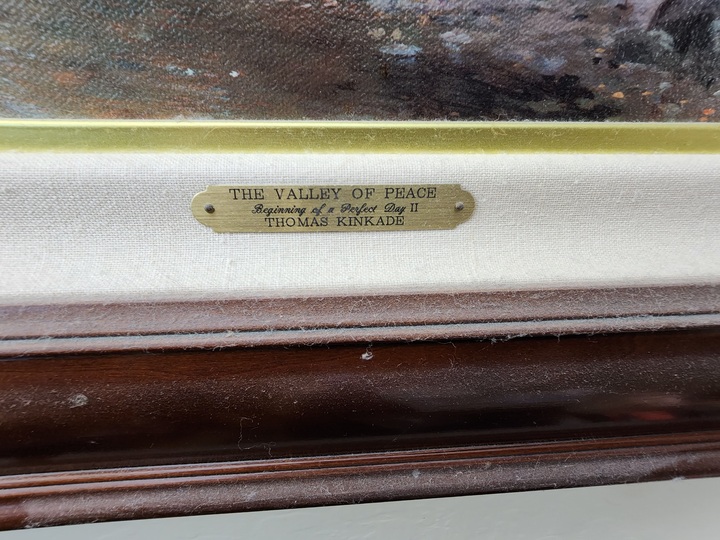 THE VALLEY OF PEACE
Beginning of a Perfect Day II
THOMAS KINKADE